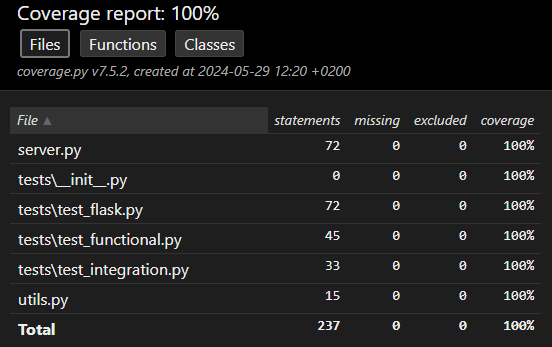 Coverage report: 100%
Files Functions Classes
coverage.py v7.5.2, created at 2024-05-29 12:20 +0200
File ▲ statements missing excluded coverage
server.py 72 0 0 100%
tests\__init__.py 0 0 0 100%
tests\test_flask.py 72 0 0 100%
tests\test_functional.py 45 0 0 100%
tests\test_integration.py 33 0 0 100%
utils.py 15 0 0 100%
Total 237 0 0 100%